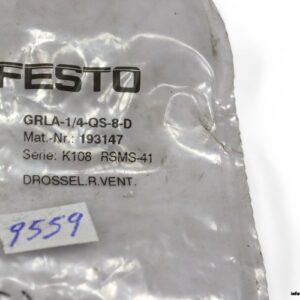 FESTO
GRLA-1/4-QS-8-D
Mat.-Nr.: 193147
Serie: K108 RSMS-41
DROSSEL.R.VENT.
9559